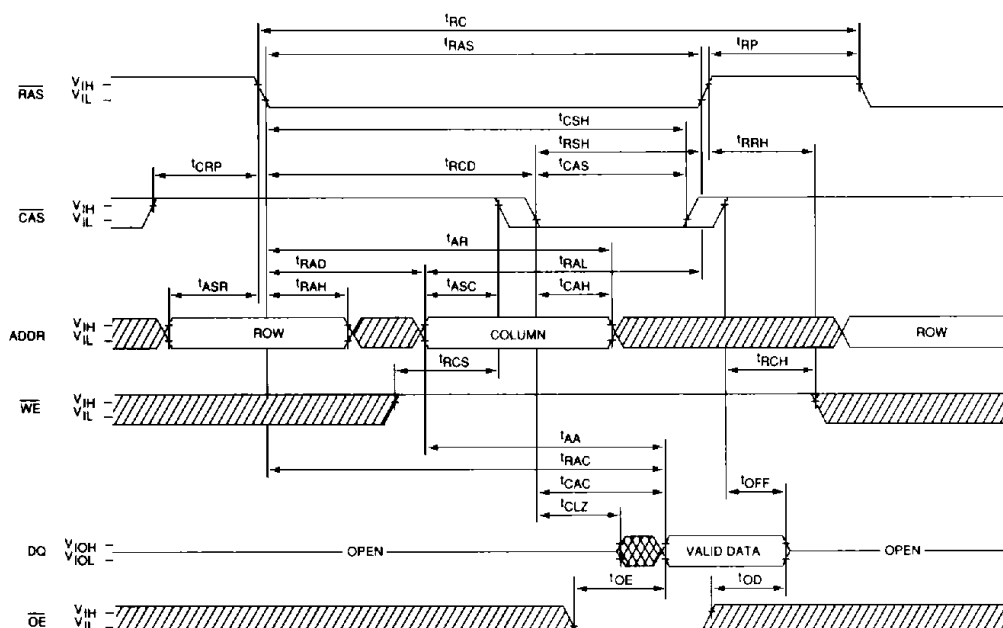 tRC
tRAS
tRP
RAS VIH VIL
tCSH
tRSH
tRRH
tCRP
tRCD
tCAS
CAS VIH VIL
tAR
tRAD
tRAL
tASR
tRAH
tASC
tCAH
ADDR VIH VIL ROW COLUMN ROW
tRCS
tRCH
WE VIH VIL
tAA
tRAC
tCAC
tOFF
tCLZ
DQ VIOH VIOL OPEN VALID DATA OPEN
tOE
tOD
OE VIH VIL